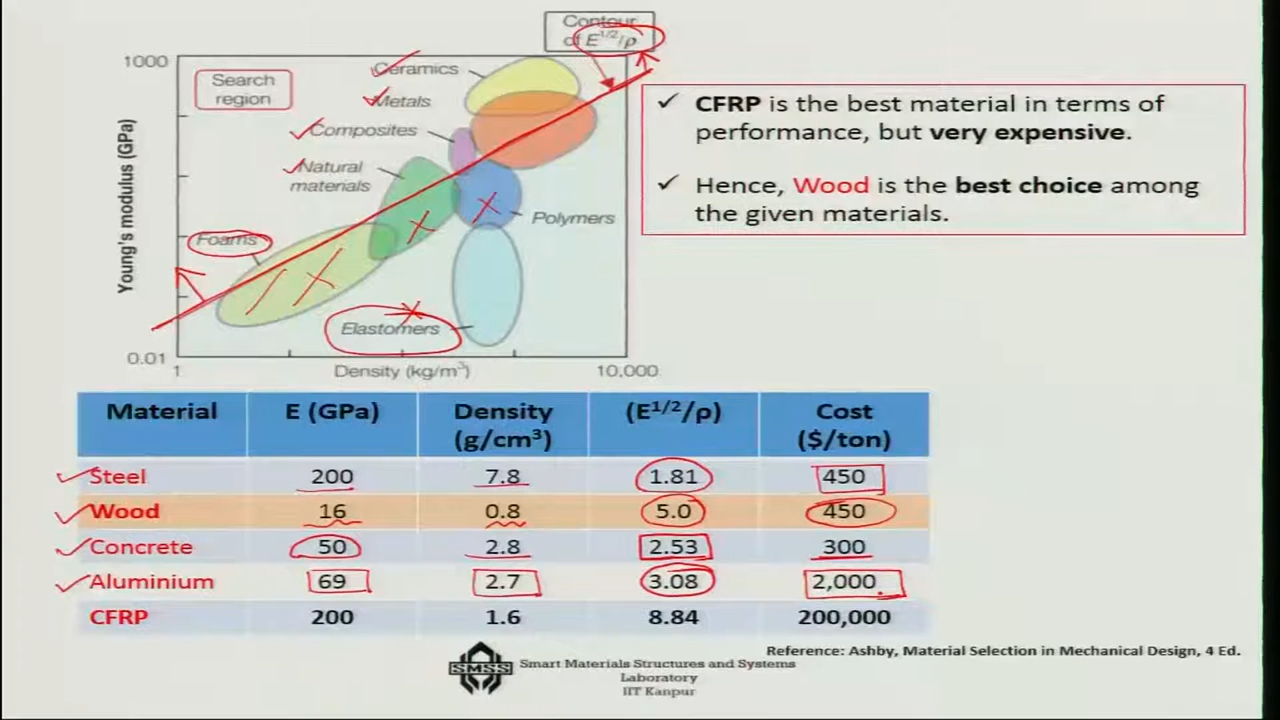 Contour
of E^1/2/ρ
1000
Search
region
Ceramics
Metals
Composites
Natural
materials
Polymers
Foams
Elastomers
Young's modulus (GPa)
0.01
1
Density (kg/m³)
10,000
✓ CFRP is the best material in terms of
performance, but very expensive.
✓ Hence, Wood is the best choice among
the given materials.
Material E (GPa) Density (g/cm³) (E^1/2/ρ) Cost ($/ton)
Steel 200 7.8 1.81 450
Wood 16 0.8 5.0 450
Concrete 50 2.8 2.53 300
Aluminium 69 2.7 3.08 2,000
CFRP 200 1.6 8.84 200,000
Reference: Ashby, Material Selection in Mechanical Design, 4 Ed.
SMSS
Smart Materials Structures and Systems
Laboratory
IIT Kanpur